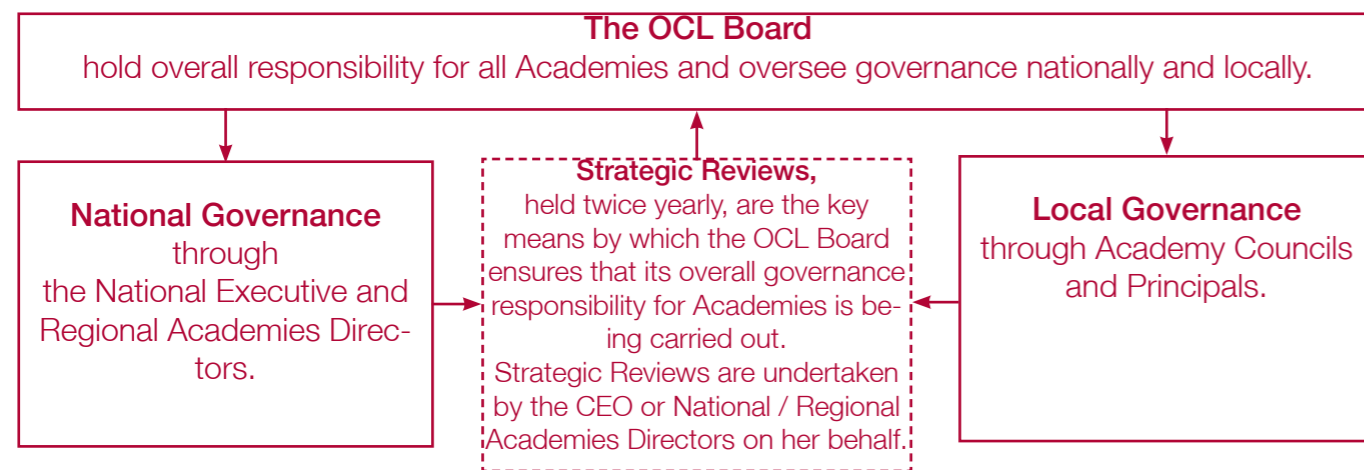 The OCL Board
hold overall responsibility for all Academies and oversee governance nationally and locally.
National Governance
through
the National Executive and
Regional Academies Direc-
tors.
Strategic Reviews,
held twice yearly, are the key
means by which the OCL Board
ensures that its overall governance
responsibility for Academies is be-
ing carried out.
Strategic Reviews are undertaken
by the CEO or National / Regional
Academies Directors on her behalf.
Local Governance
through Academy Councils
and Principals.